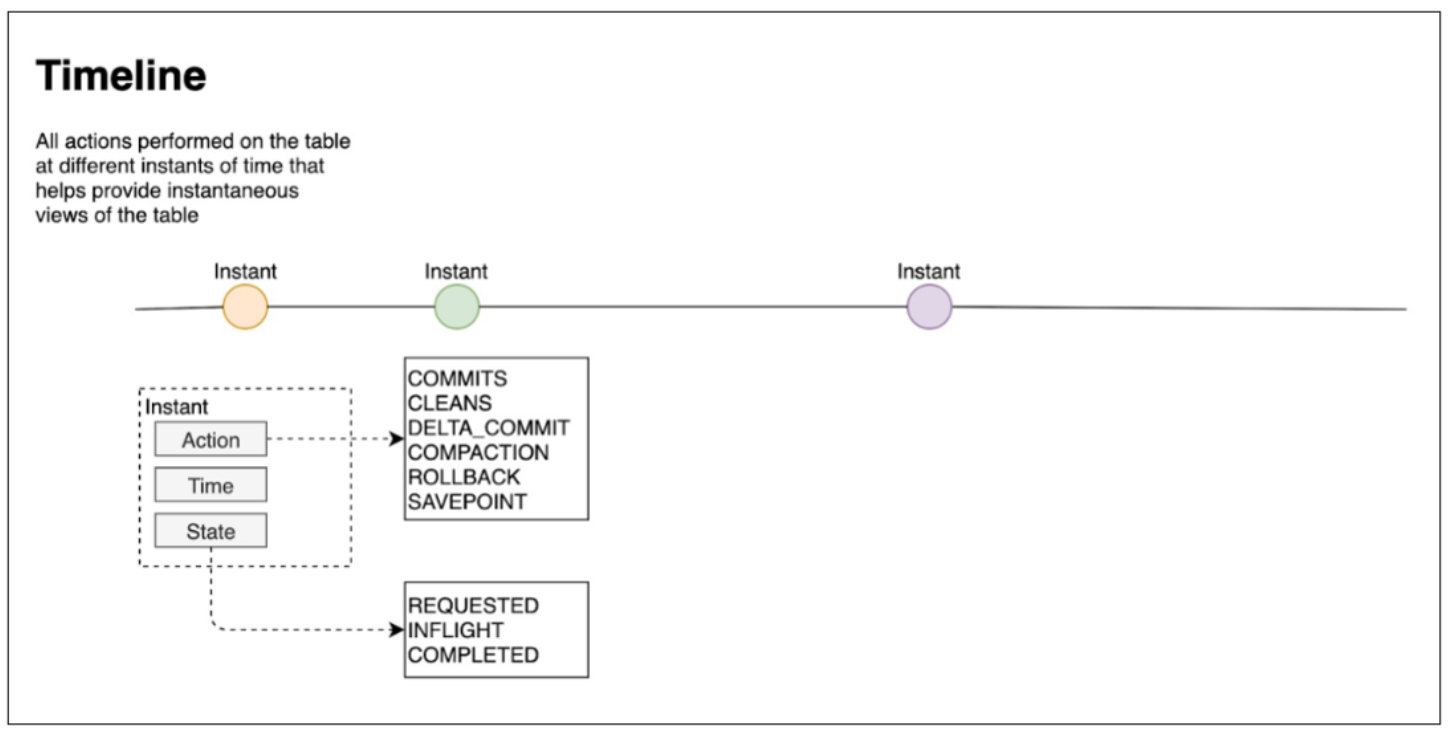 Timeline
All actions performed on the table
at different instants of time that
helps provide instantaneous
views of the table
Instant
Instant
Instant
Instant
Action
Time
State
COMMITS
CLEANS
DELTA_COMMIT
COMPACTION
ROLLBACK
SAVEPOINT
REQUESTED
INFLIGHT
COMPLETED